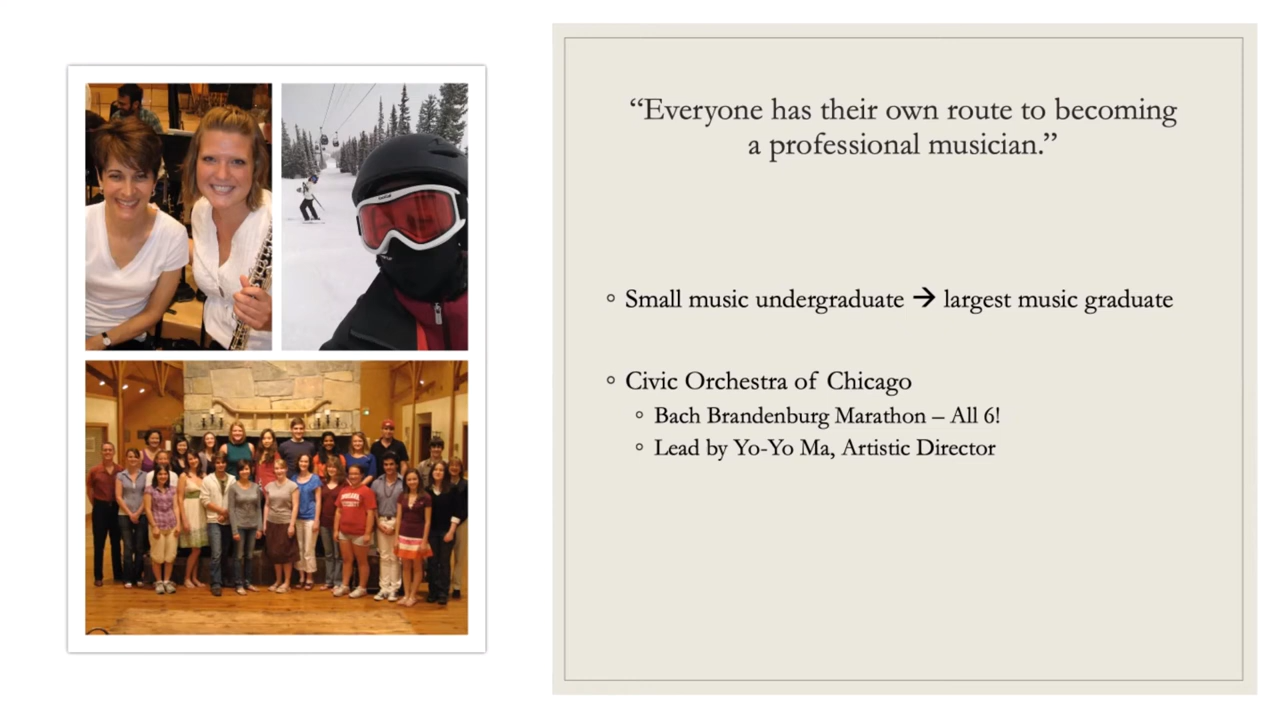 “Everyone has their own route to becoming
a professional musician.”
◦ Small music undergraduate → largest music graduate
◦ Civic Orchestra of Chicago
◦ Bach Brandenburg Marathon – All 6!
◦ Lead by Yo-Yo Ma, Artistic Director